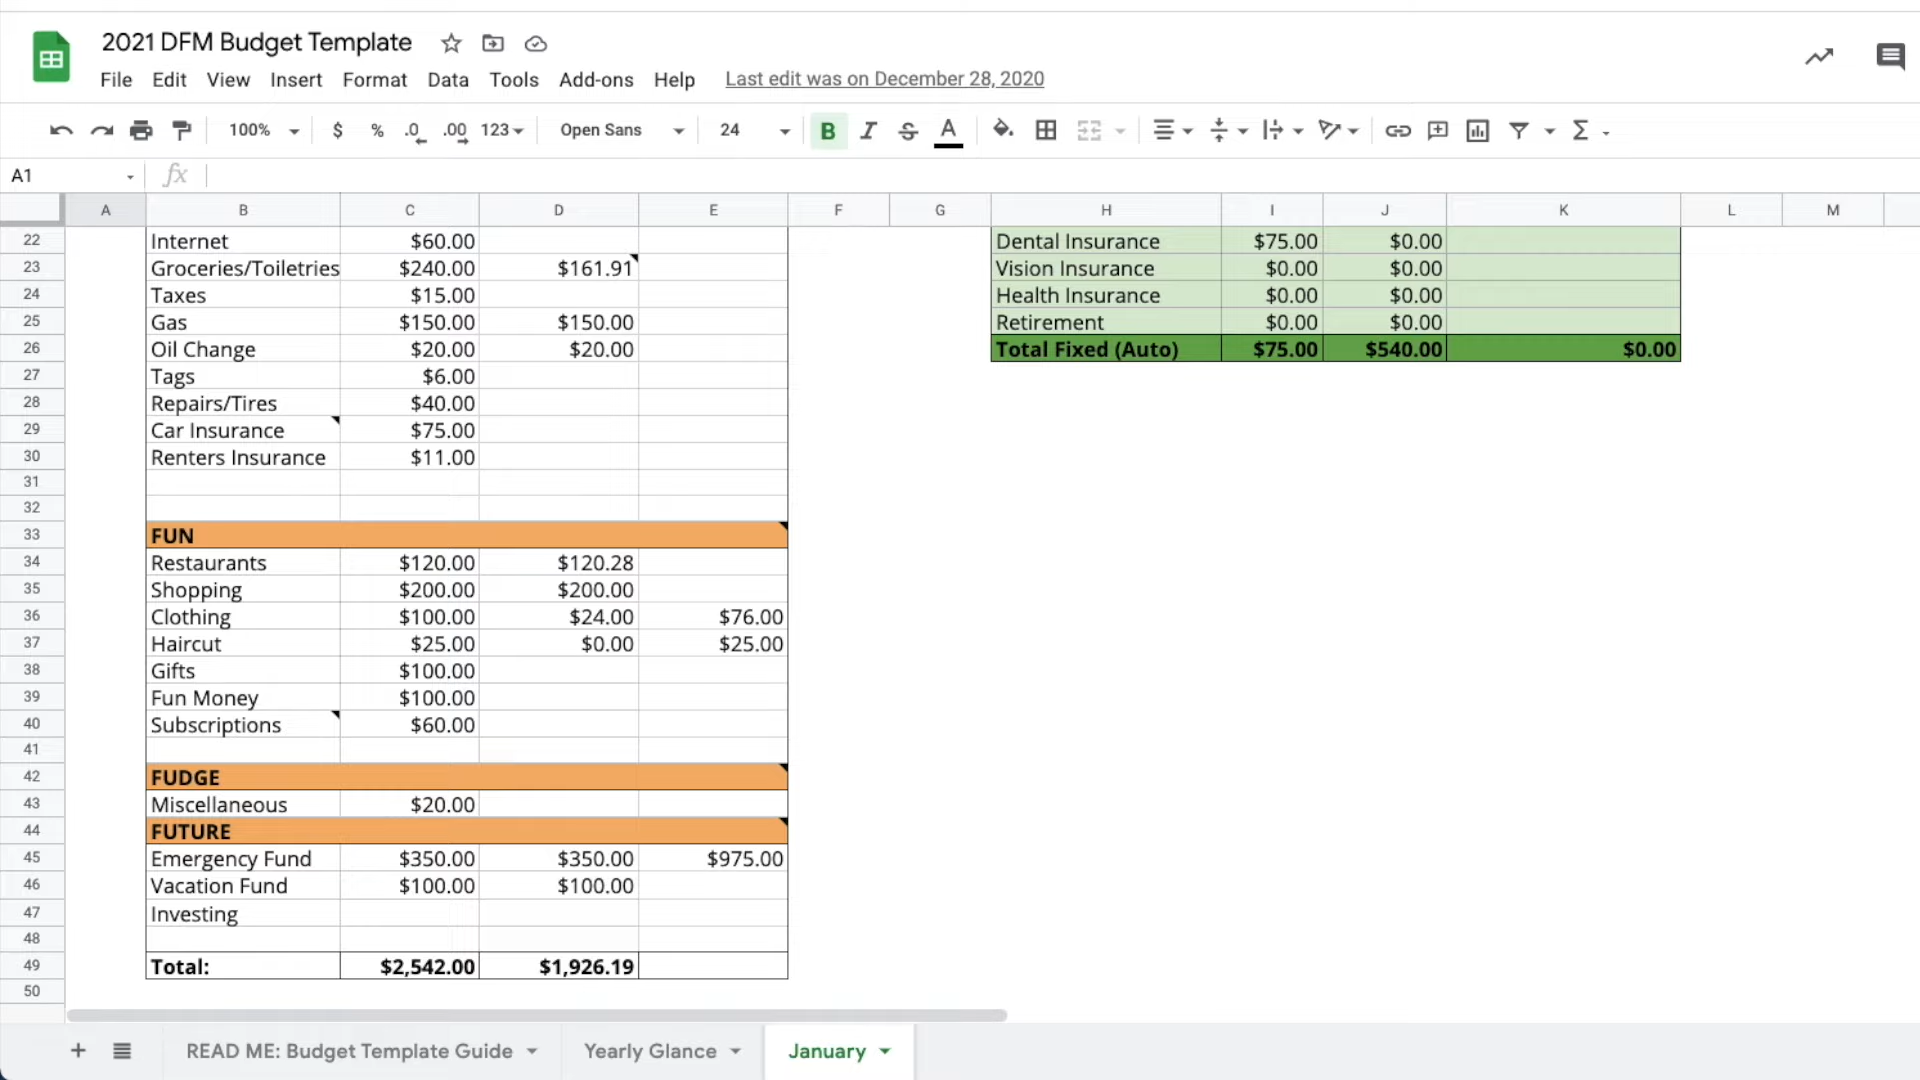 2021 DFM Budget Template
File Edit View Insert Format Data Tools Add-ons Help Last edit was on December 28, 2020
100% $ % .0 .00 123 Open Sans 24 B I S A Σ
A1 fx
A B C D E F G H I J K L M
22 Internet $60.00 Dental Insurance $75.00 $0.00
23 Groceries/Toiletries $240.00 $161.91 Vision Insurance $0.00 $0.00
24 Taxes $15.00 Health Insurance $0.00 $0.00
25 Gas $150.00 $150.00 Retirement $0.00 $0.00
26 Oil Change $20.00 $20.00 Total Fixed (Auto) $75.00 $540.00 $0.00
27 Tags $6.00
28 Repairs/Tires $40.00
29 Car Insurance $75.00
30 Renters Insurance $11.00
31
32
33 FUN
34 Restaurants $120.00 $120.28
35 Shopping $200.00 $200.00
36 Clothing $100.00 $24.00 $76.00
37 Haircut $25.00 $0.00 $25.00
38 Gifts $100.00
39 Fun Money $100.00
40 Subscriptions $60.00
41
42 FUDGE
43 Miscellaneous $20.00
44 FUTURE
45 Emergency Fund $350.00 $350.00 $975.00
46 Vacation Fund $100.00 $100.00
47 Investing
48
49 Total: $2,542.00 $1,926.19
50
+ READ ME: Budget Template Guide Yearly Glance January